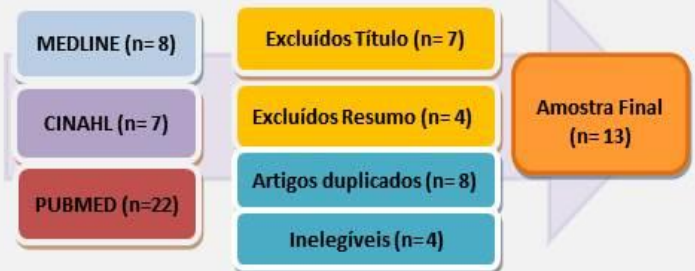 MEDLINE (n= 8)
CINAHL (n= 7)
PUBMED (n=22)
Excluídos Título (n= 7)
Excluídos Resumo (n= 4)
Artigos duplicados (n= 8)
Inelegíveis (n= 4)
Amostra Final
(n= 13)